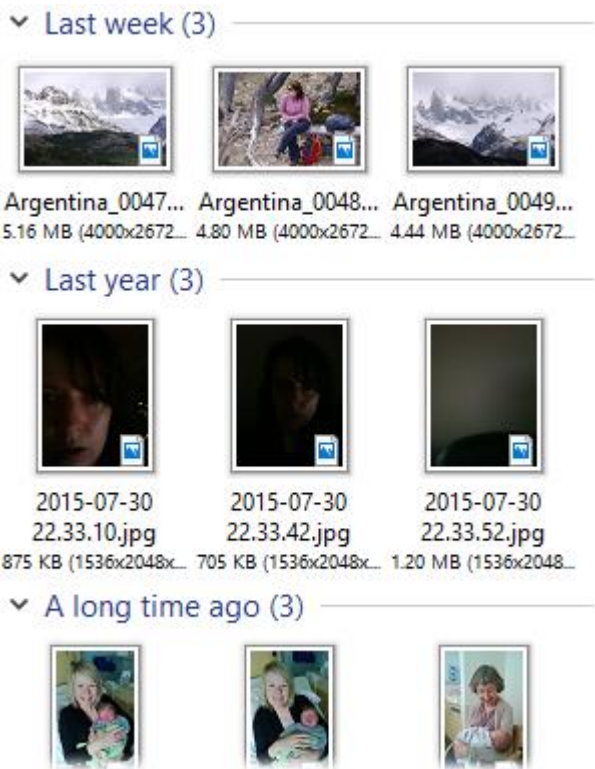 Last week (3)
Argentina_0047... Argentina_0048... Argentina_0049...
5.16 MB (4000x2672... 4.80 MB (4000x2672... 4.44 MB (4000x2672...
Last year (3)
2015-07-30 2015-07-30 2015-07-30
22.33.10.jpg 22.33.42.jpg 22.33.52.jpg
875 KB (1536x2048x... 705 KB (1536x2048x... 1.20 MB (1536x2048...
A long time ago (3)